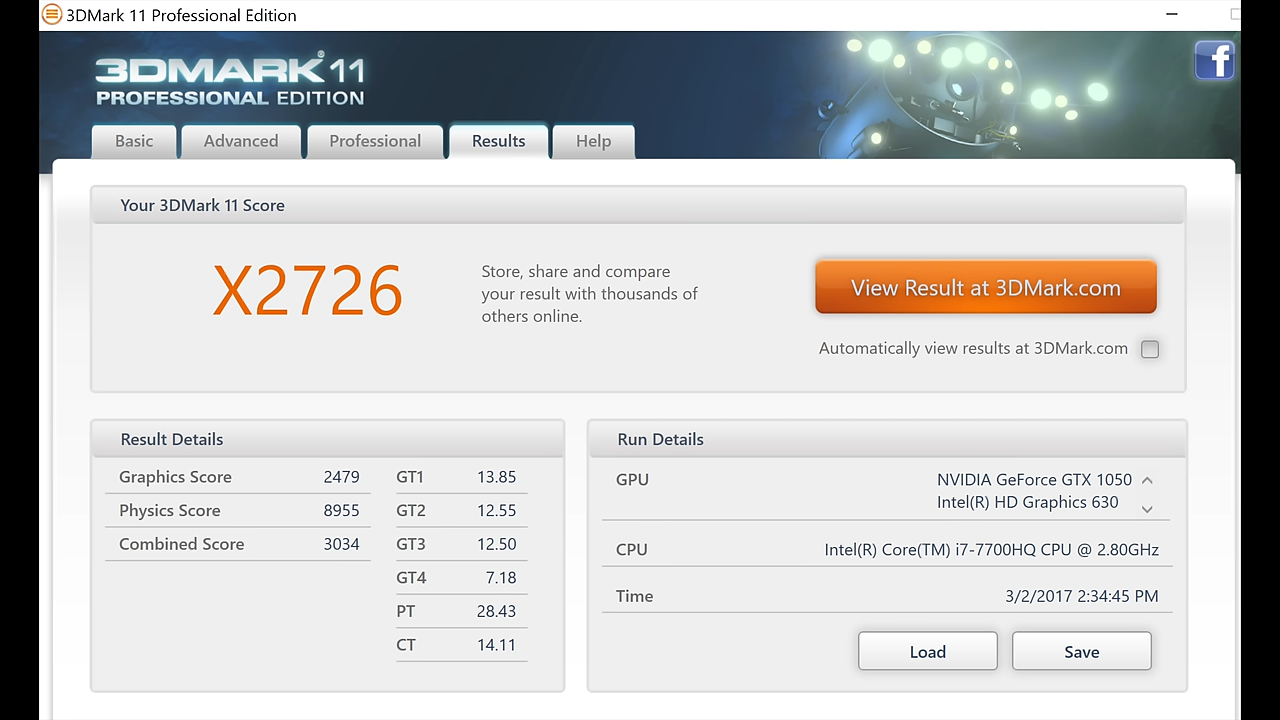 3DMark 11 Professional Edition
3DMARK® 11
PROFESSIONAL EDITION
f
Basic
Advanced
Professional
Results
Help
Your 3DMark 11 Score
X2726
Store, share and compare
your result with thousands of
others online.
View Result at 3DMark.com
Automatically view results at 3DMark.com
Result Details
Graphics Score 2479
Physics Score 8955
Combined Score 3034
GT1 13.85
GT2 12.55
GT3 12.50
GT4 7.18
PT 28.43
CT 14.11
Run Details
GPU NVIDIA GeForce GTX 1050
Intel(R) HD Graphics 630
CPU Intel(R) Core(TM) i7-7700HQ CPU @ 2.80GHz
Time 3/2/2017 2:34:45 PM
Load
Save